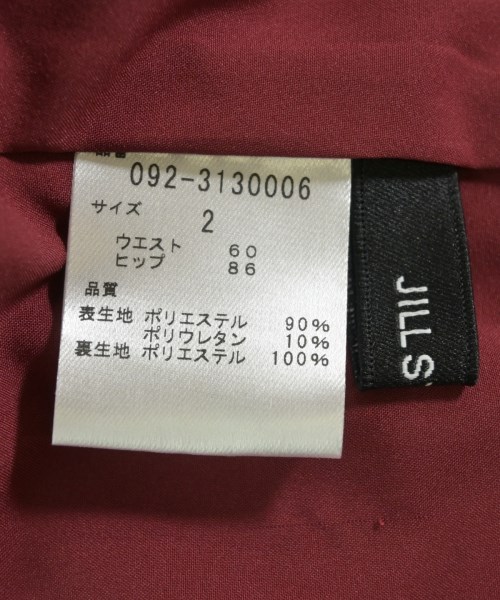 092-3130006
サイズ 2
ウエスト 60
ヒップ 86
品質
表生地 ポリエステル 90%
ポリウレタン 10%
裏生地 ポリエステル 100%
JILL S